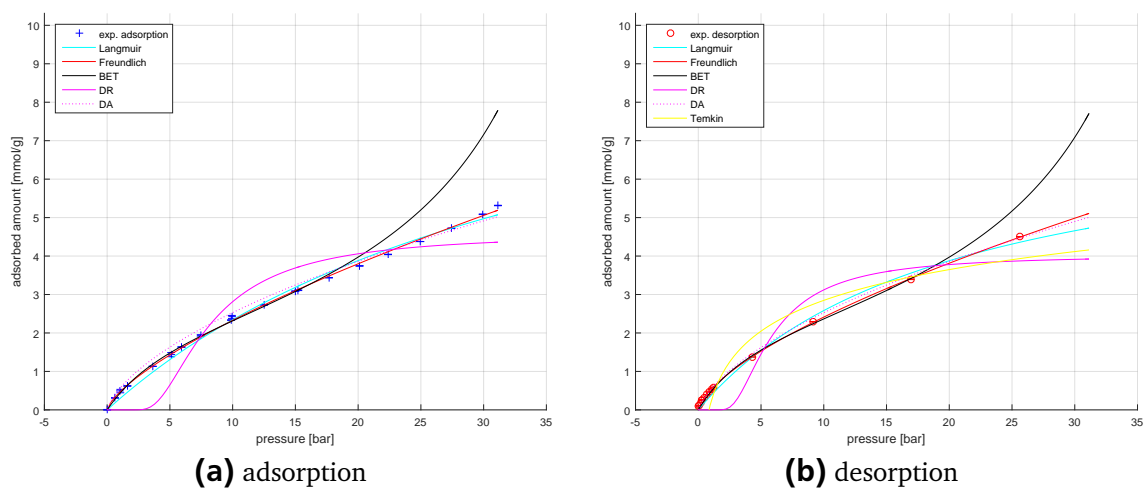 10
9
8
7
6
5
4
3
2
1
0
adsorbed amount [mmol/g]
exp. adsorption
Langmuir
Freundlich
BET
DR
DA
-5 0 5 10 15 20 25 30 35
pressure [bar]
(a) adsorption
10
9
8
7
6
5
4
3
2
1
0
adsorbed amount [mmol/g]
exp. desorption
Langmuir
Freundlich
BET
DR
DA
Temkin
-5 0 5 10 15 20 25 30 35
pressure [bar]
(b) desorption